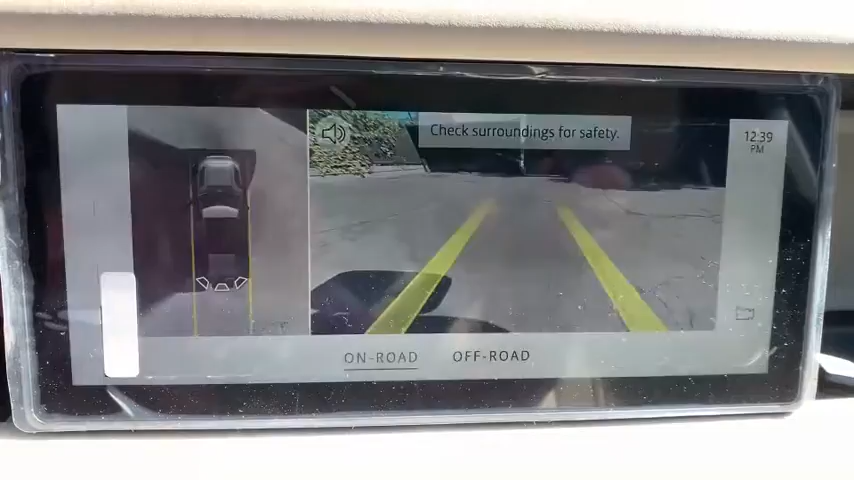 Check surroundings for safety.
12:39
PM
ON-ROAD
OFF-ROAD